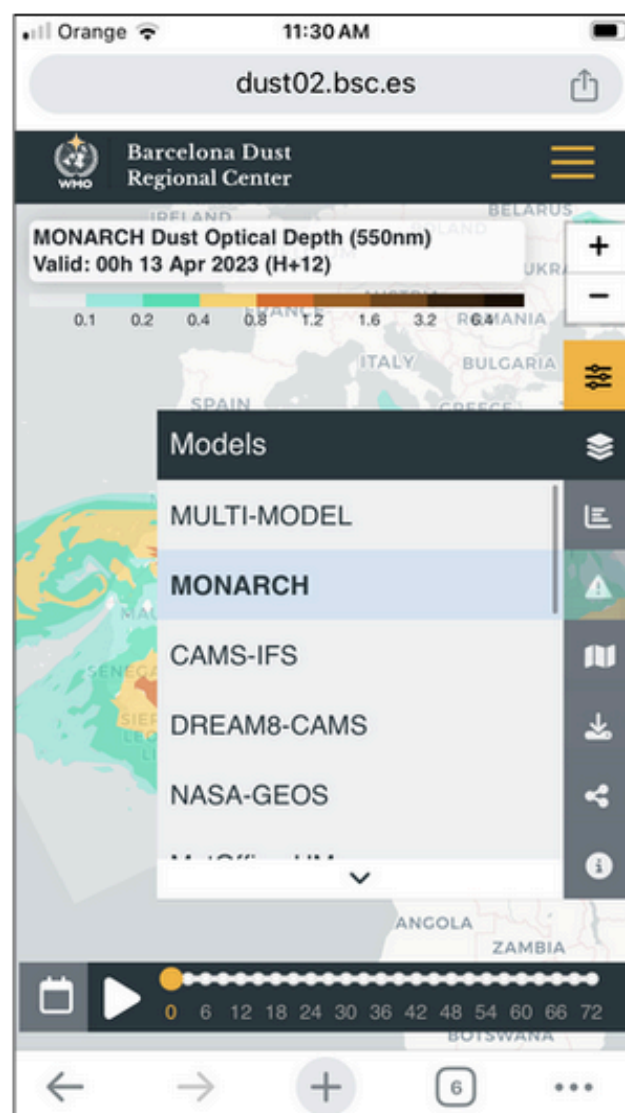 Orange
11:30 AM
dust02.bsc.es
WMO
Barcelona Dust
Regional Center
IRELAND
BELARUS
MONARCH Dust Optical Depth (550nm)
Valid: 00h 13 Apr 2023 (H+12)
+
−
0.1 0.2 0.4 0.8 1.2 1.6 3.2 6.4
FRANCE
ROMANIA
ITALY
BULGARIA
SPAIN
GREECE
Models
MULTI-MODEL
MONARCH
CAMS-IFS
DREAM8-CAMS
NASA-GEOS
ANGOLA
ZAMBIA
0 6 12 18 24 30 36 42 48 54 60 66 72
BOTSWANA
6